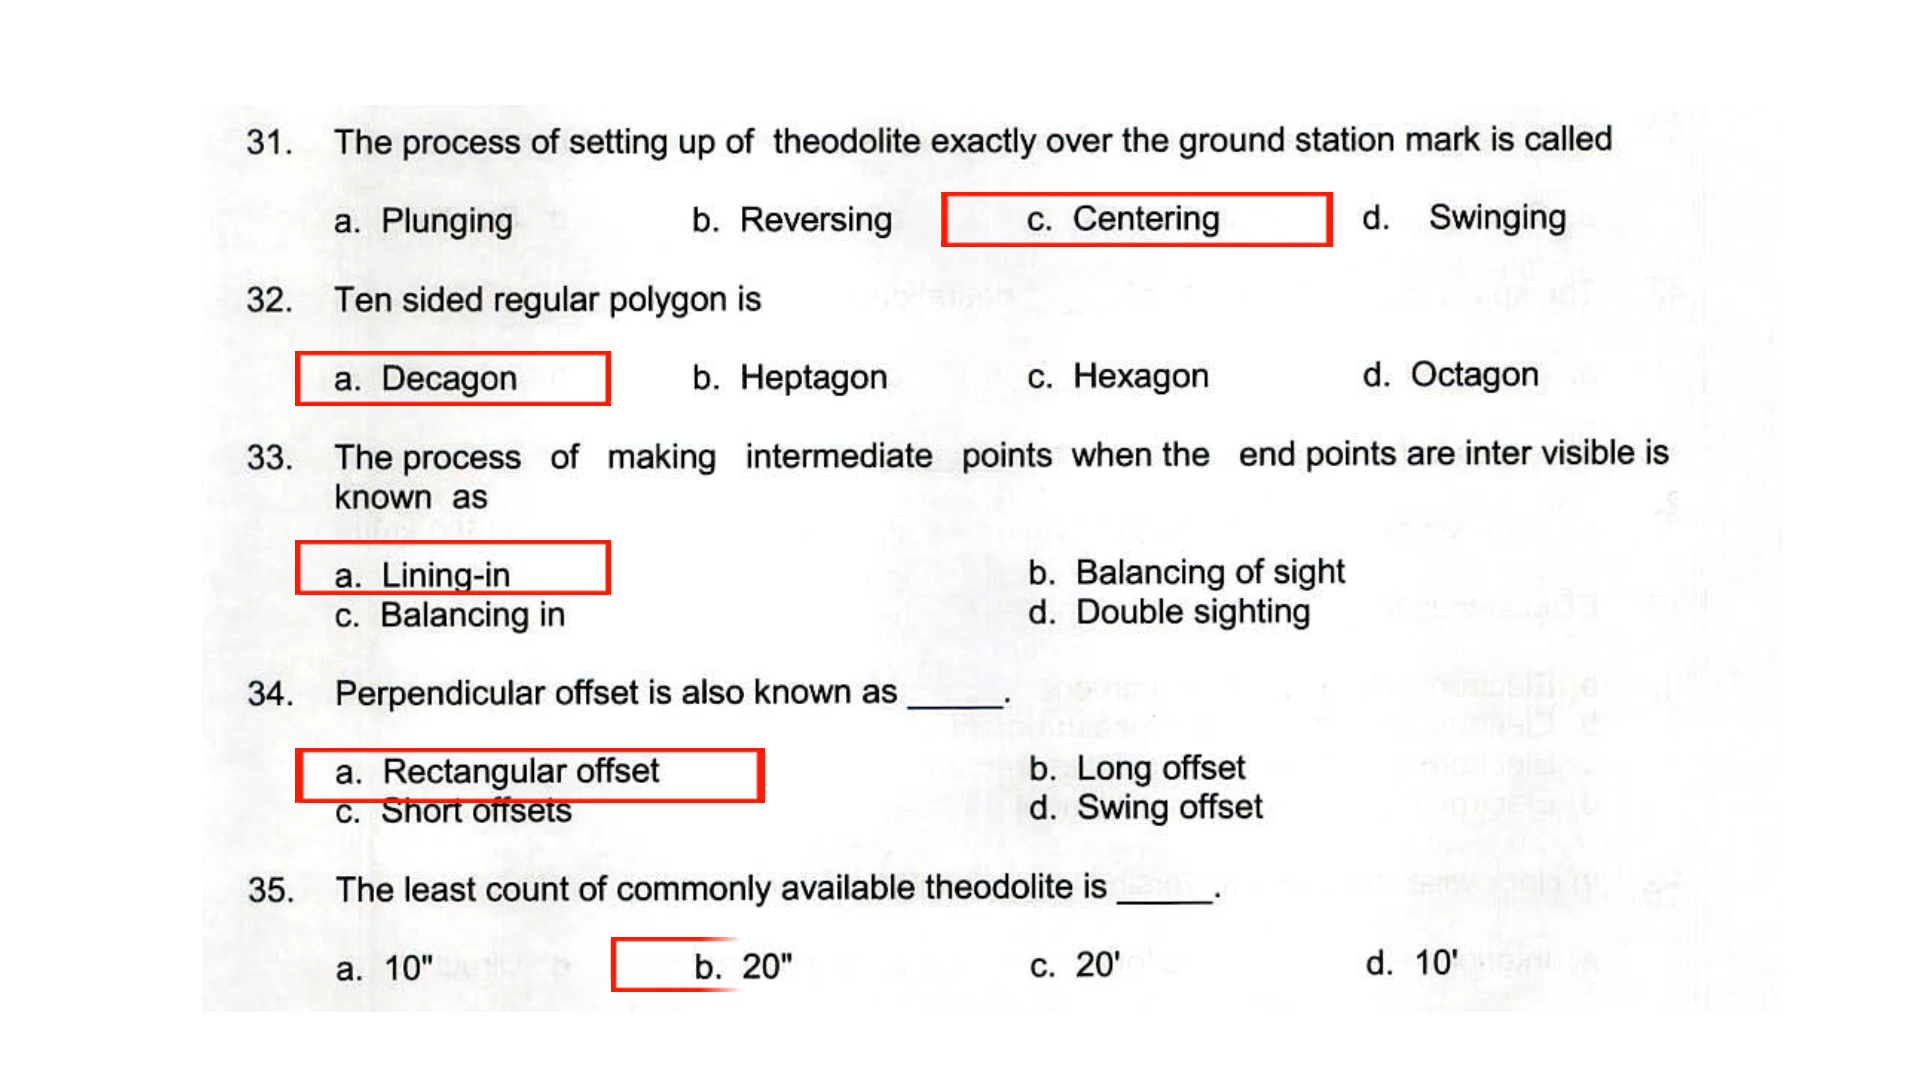 31. The process of setting up of theodolite exactly over the ground station mark is called
a. Plunging b. Reversing c. Centering d. Swinging
32. Ten sided regular polygon is
a. Decagon b. Heptagon c. Hexagon d. Octagon
33. The process of making intermediate points when the end points are inter visible is
known as
a. Lining-in b. Balancing of sight
c. Balancing in d. Double sighting
34. Perpendicular offset is also known as _____.
a. Rectangular offset b. Long offset
c. Short offsets d. Swing offset
35. The least count of commonly available theodolite is _____.
a. 10" b. 20" c. 20' d. 10'